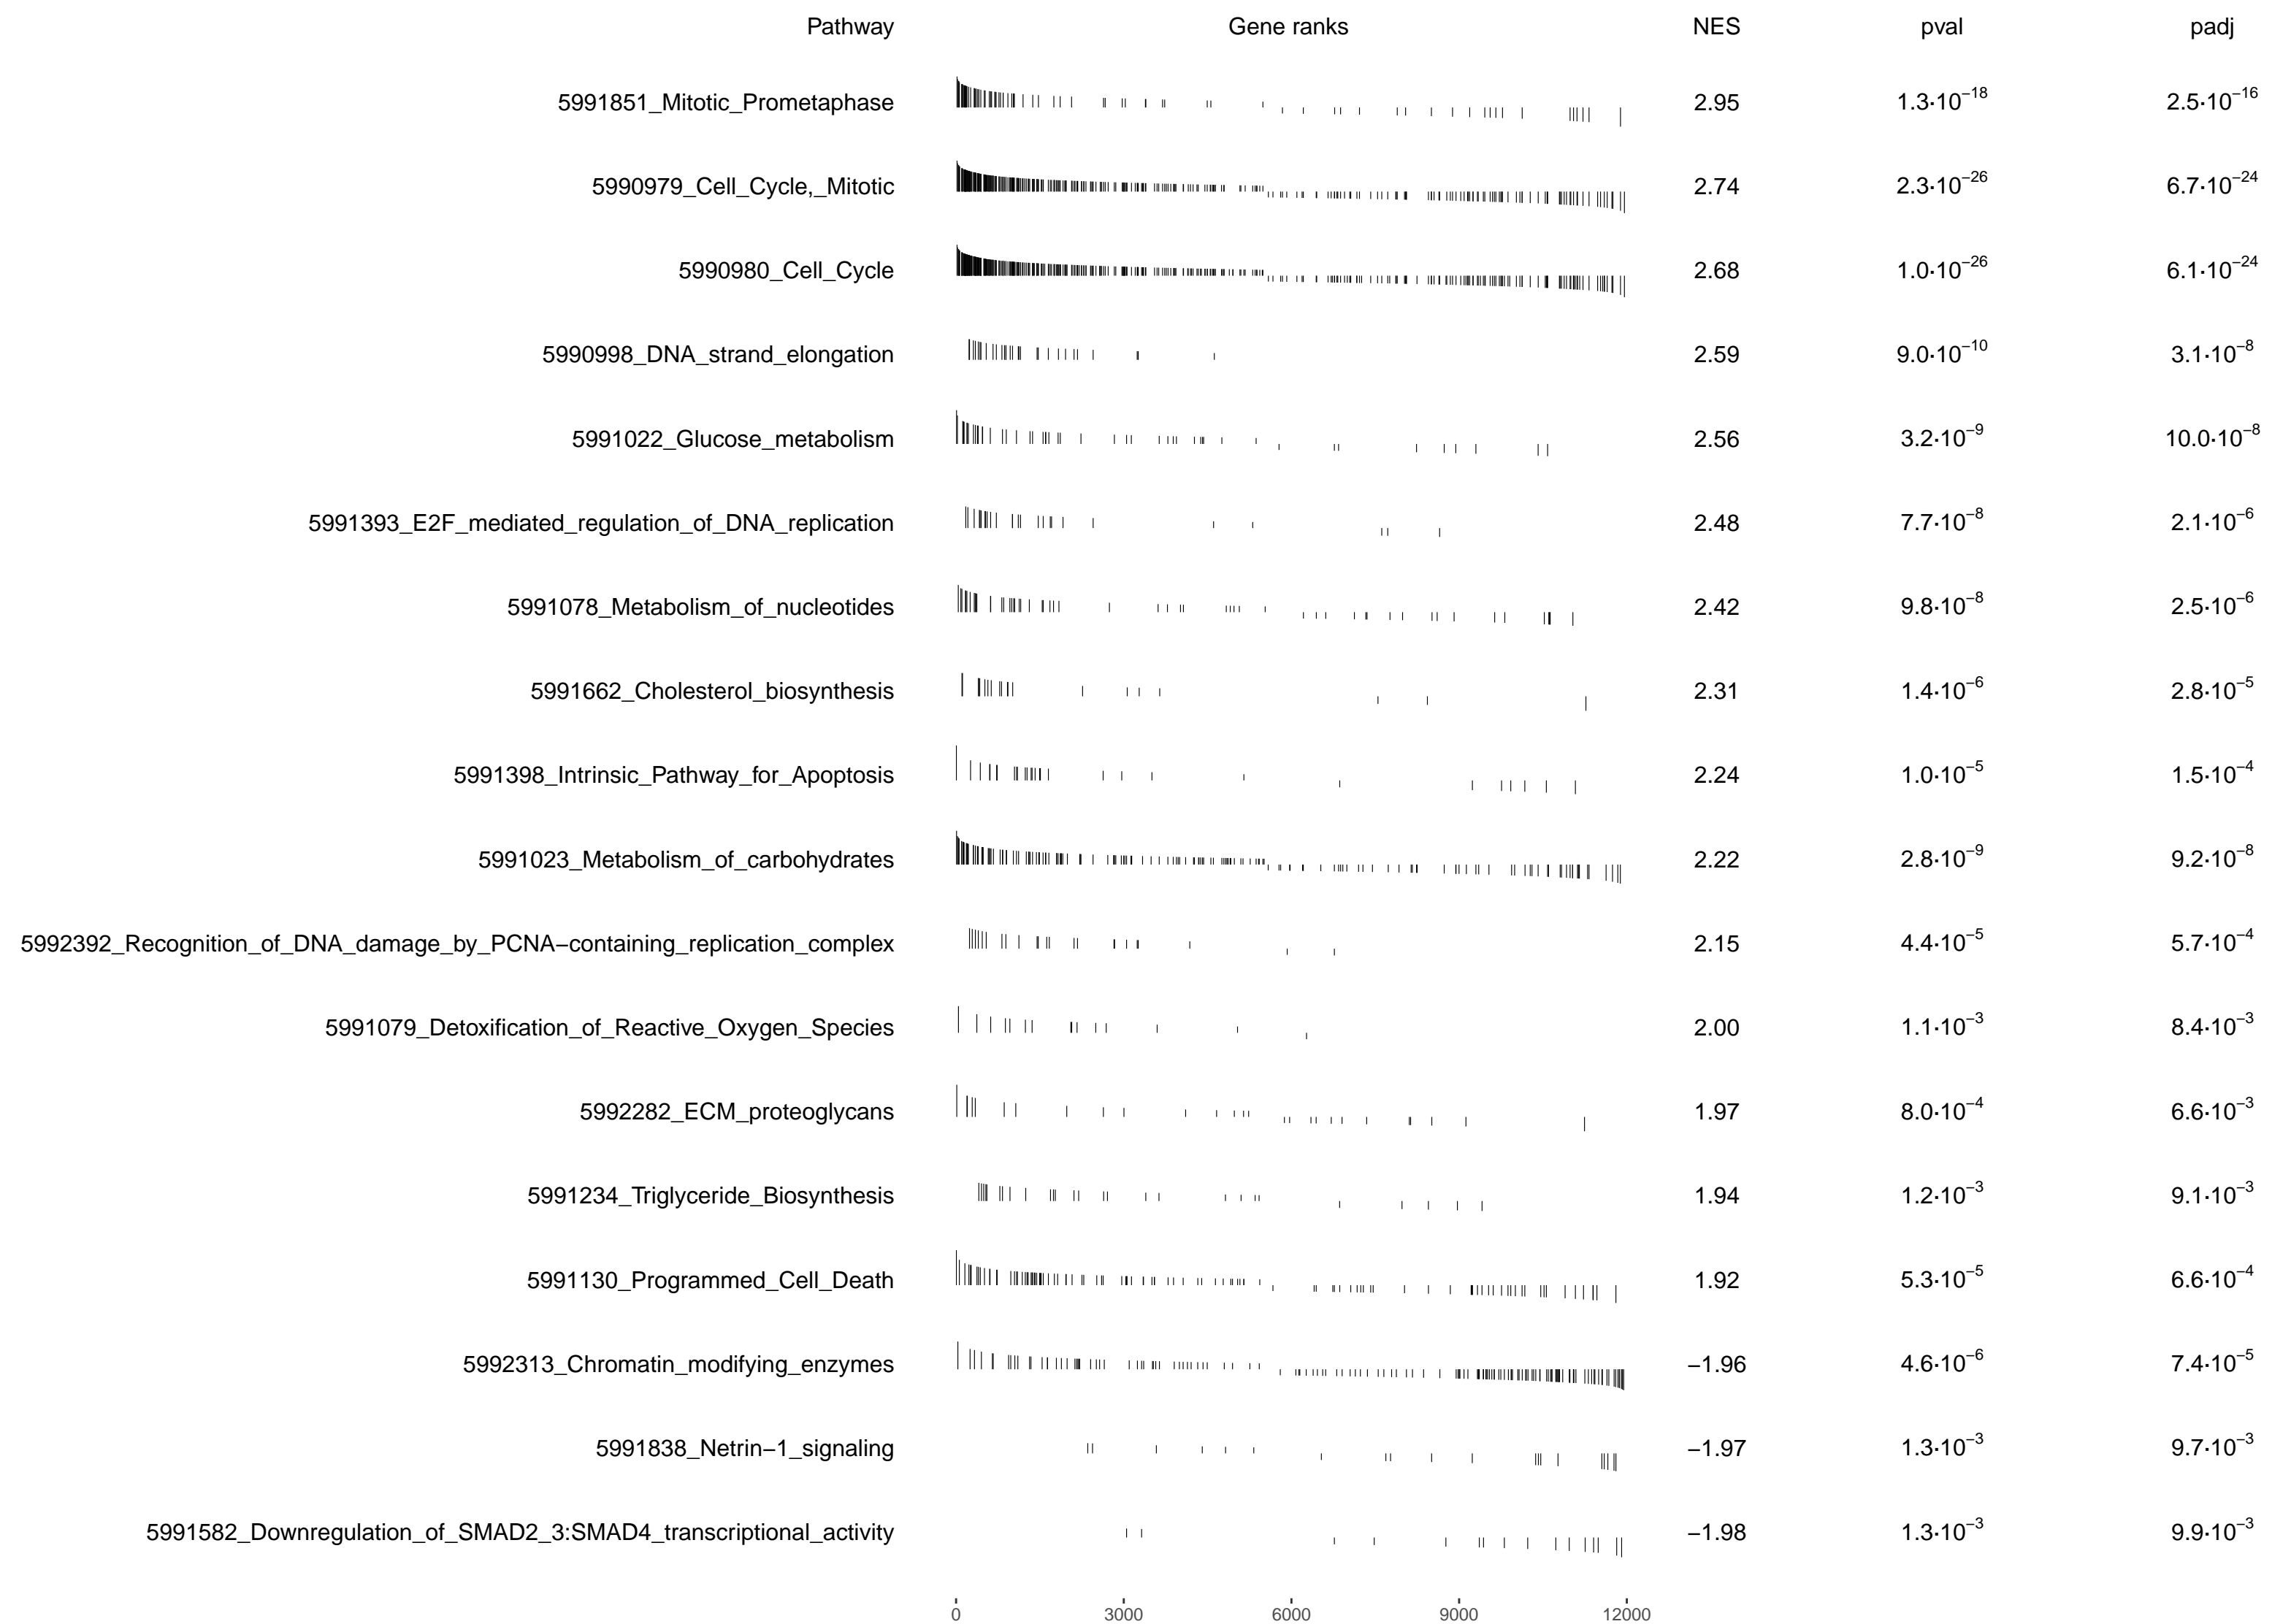 Pathway Gene ranks NES pval padj
5991851_Mitotic_Prometaphase 2.95 1.3·10⁻¹⁸ 2.5·10⁻¹⁶
5990979_Cell_Cycle,_Mitotic 2.74 2.3·10⁻²⁶ 6.7·10⁻²⁴
5990980_Cell_Cycle 2.68 1.0·10⁻²⁶ 6.1·10⁻²⁴
5990998_DNA_strand_elongation 2.59 9.0·10⁻¹⁰ 3.1·10⁻⁸
5991022_Glucose_metabolism 2.56 3.2·10⁻⁹ 10.0·10⁻⁸
5991393_E2F_mediated_regulation_of_DNA_replication 2.48 7.7·10⁻⁸ 2.1·10⁻⁶
5991078_Metabolism_of_nucleotides 2.42 9.8·10⁻⁸ 2.5·10⁻⁶
5991662_Cholesterol_biosynthesis 2.31 1.4·10⁻⁶ 2.8·10⁻⁵
5991398_Intrinsic_Pathway_for_Apoptosis 2.24 1.0·10⁻⁵ 1.5·10⁻⁴
5991023_Metabolism_of_carbohydrates 2.22 2.8·10⁻⁹ 9.2·10⁻⁸
5992392_Recognition_of_DNA_damage_by_PCNA−containing_replication_complex 2.15 4.4·10⁻⁵ 5.7·10⁻⁴
5991079_Detoxification_of_Reactive_Oxygen_Species 2.00 1.1·10⁻³ 8.4·10⁻³
5992282_ECM_proteoglycans 1.97 8.0·10⁻⁴ 6.6·10⁻³
5991234_Triglyceride_Biosynthesis 1.94 1.2·10⁻³ 9.1·10⁻³
5991130_Programmed_Cell_Death 1.92 5.3·10⁻⁵ 6.6·10⁻⁴
5992313_Chromatin_modifying_enzymes −1.96 4.6·10⁻⁶ 7.4·10⁻⁵
5991838_Netrin−1_signaling −1.97 1.3·10⁻³ 9.7·10⁻³
5991582_Downregulation_of_SMAD2_3:SMAD4_transcriptional_activity −1.98 1.3·10⁻³ 9.9·10⁻³
0 3000 6000 9000 12000